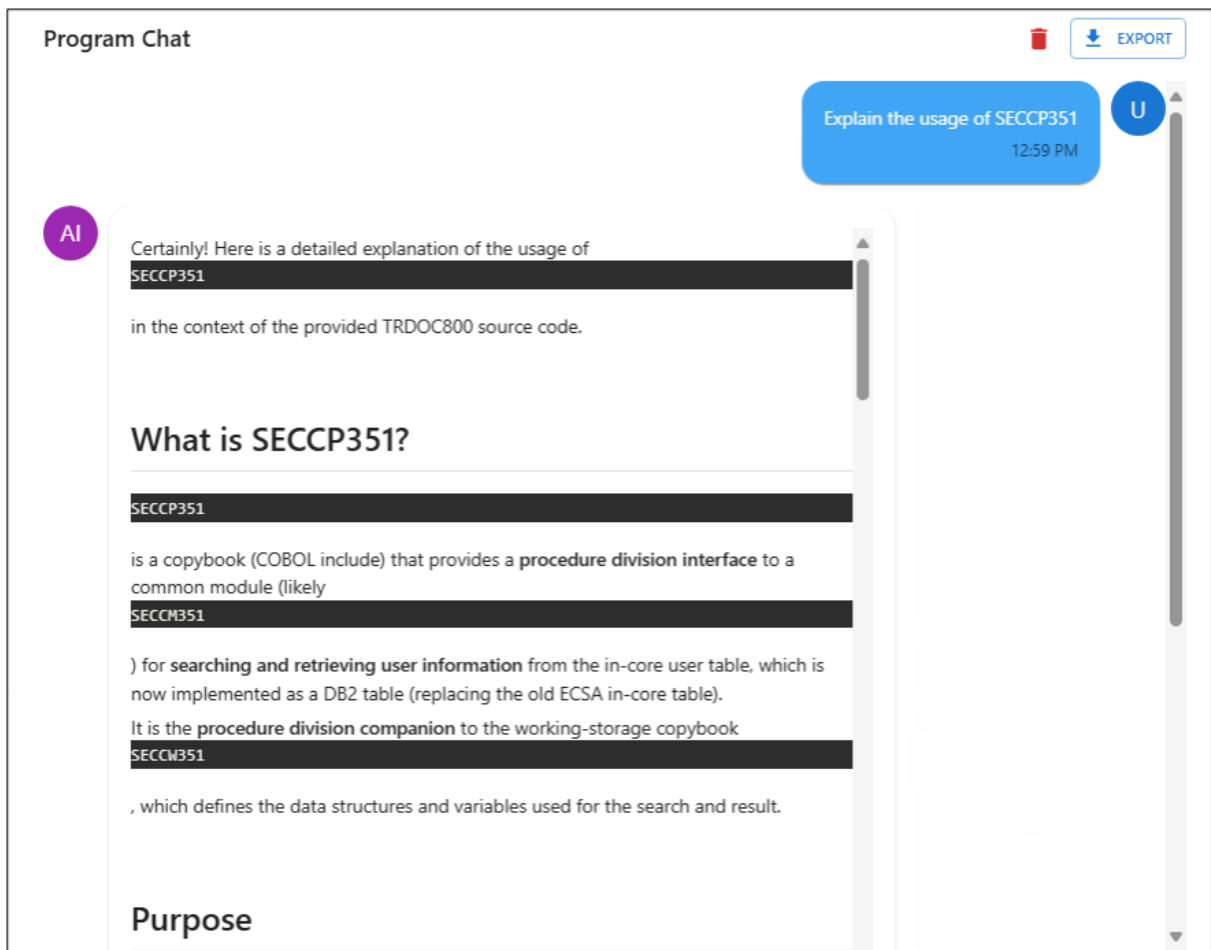 Program Chat
EXPORT
Explain the usage of SECCP351
12:59 PM
U
AI
Certainly! Here is a detailed explanation of the usage of
SECCP351
in the context of the provided TRDOC800 source code.
What is SECCP351?
SECCP351
is a copybook (COBOL include) that provides a procedure division interface to a
common module (likely
SECCM351
) for searching and retrieving user information from the in-core user table, which is
now implemented as a DB2 table (replacing the old ECSA in-core table).
It is the procedure division companion to the working-storage copybook
SECCW351
, which defines the data structures and variables used for the search and result.
Purpose